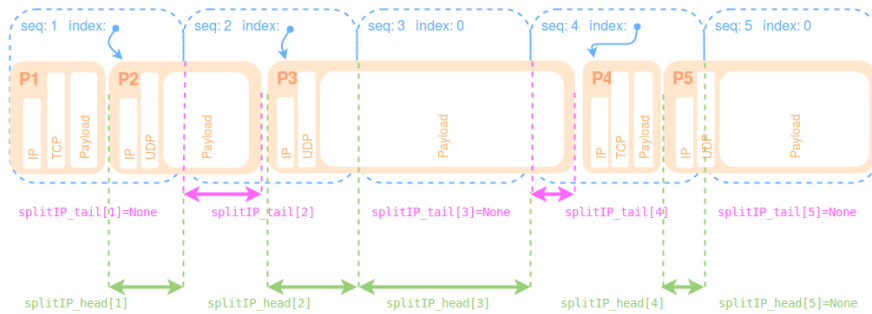 seq: 1 index:
seq: 2 index:
seq: 3 index: 0
seq: 4 index:
seq: 5 index: 0
P1
P2
P3
P4
P5
IP
TCP
Payload
IP
UDP
Payload
IP
UDP
Payload
IP
TCP
Payload
IP
UDP
Payload
splitIP_tail[1]=None
splitIP_tail[2]
splitIP_tail[3]=None
splitIP_tail[4]
splitIP_tail[5]=None
splitIP_head[1]
splitIP_head[2]
splitIP_head[3]
splitIP_head[4]
splitIP_head[5]=None